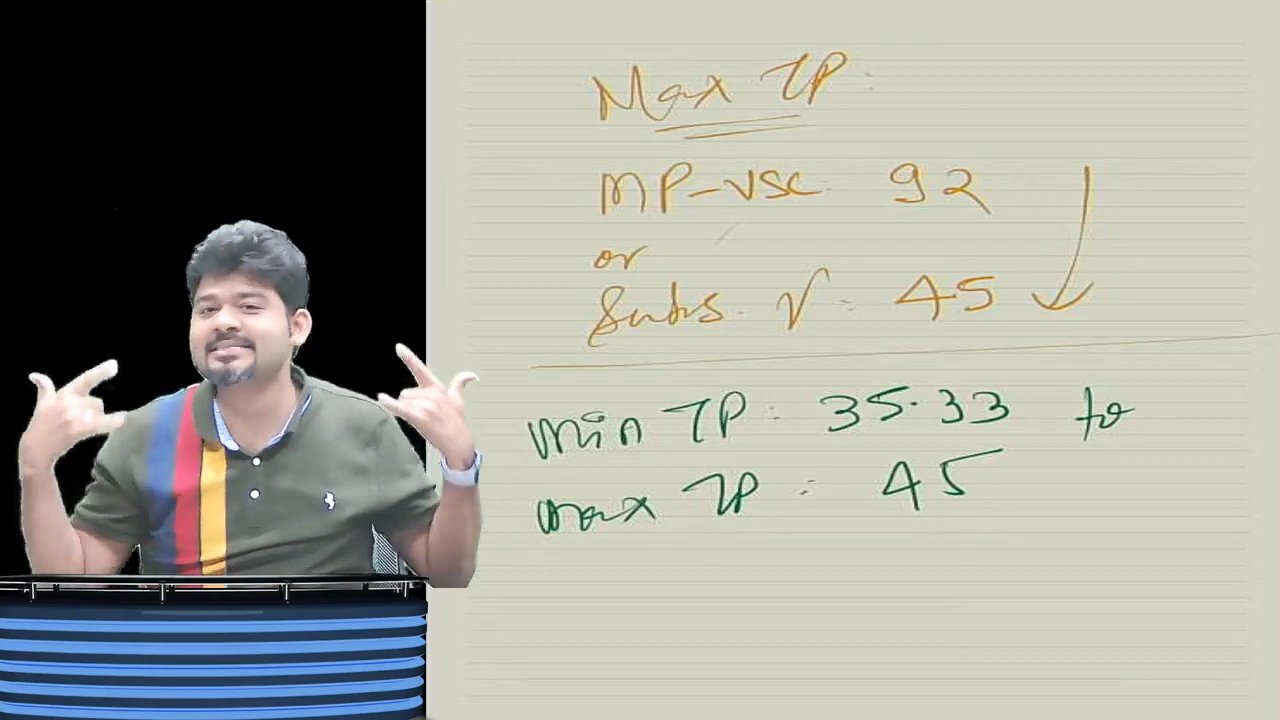 Max TP:
MP-VSC: 92
or
Subs. V: 45
Min TP: 35.33 to
Max TP: 45